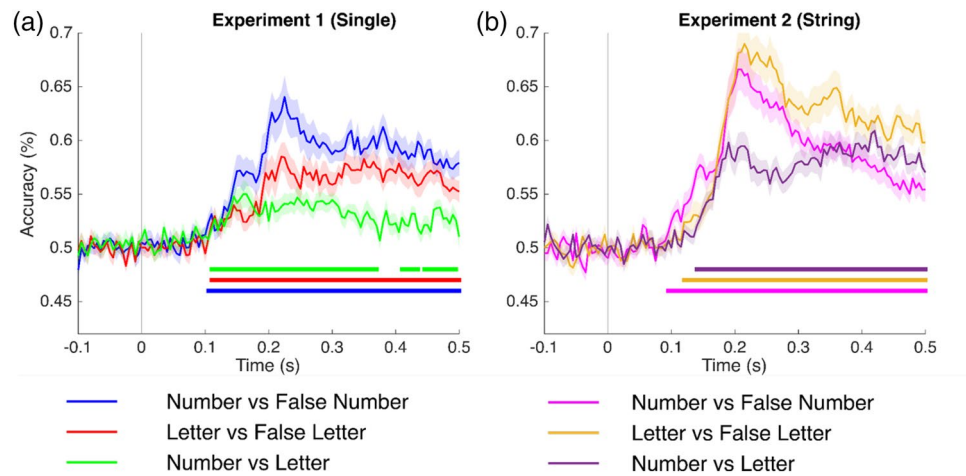 (a) Experiment 1 (Single)
0.7
0.65
0.6
0.55
0.5
0.45
Accuracy (%)
-0.1 0 0.1 0.2 0.3 0.4 0.5
Time (s)
Number vs False Number
Letter vs False Letter
Number vs Letter
(b) Experiment 2 (String)
0.7
0.65
0.6
0.55
0.5
0.45
-0.1 0 0.1 0.2 0.3 0.4 0.5
Time (s)
Number vs False Number
Letter vs False Letter
Number vs Letter